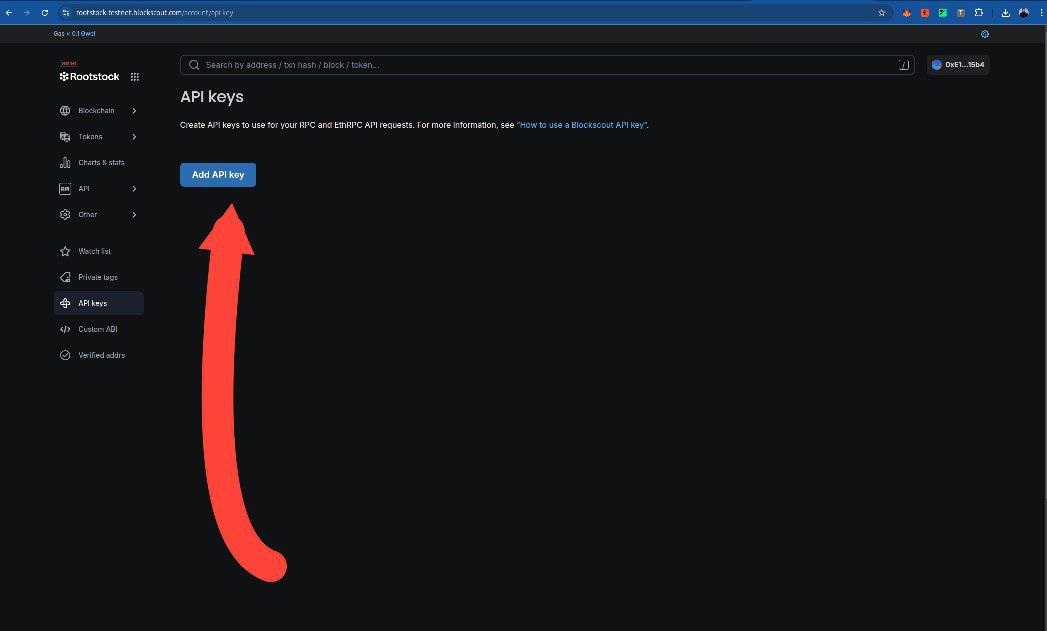 rootstock-testnet.blockscout.com/account/api-key
Gas < 0.1 Gwei
Rootstock
Search by address / txn hash / block / token...
/
0xE1...15b4
Blockchain
Tokens
Charts & stats
API
API
Other
Watch list
Private tags
API keys
Custom ABI
Verified addrs
API keys
Create API keys to use for your RPC and EthRPC API requests. For more information, see “How to use a Blockscout API key”.
Add API key